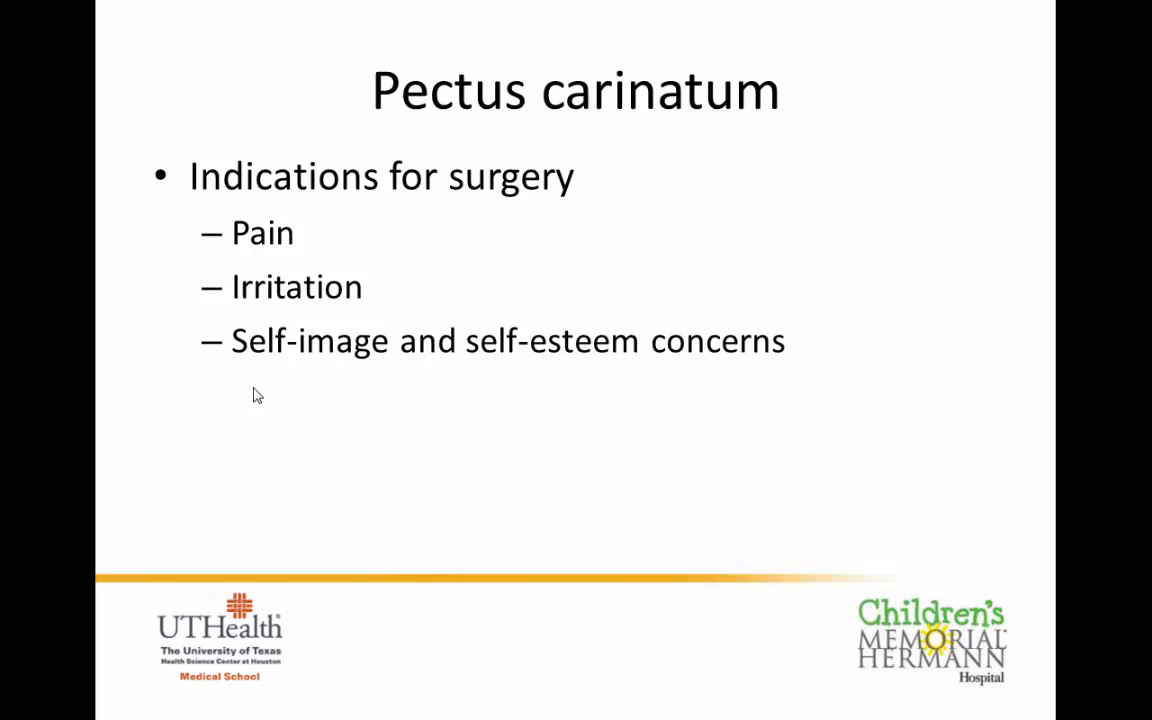 Pectus carinatum
• Indications for surgery
– Pain
– Irritation
– Self-image and self-esteem concerns
UTHealth
The University of Texas
Health Science Center at Houston
Medical School
Children's
MEMORIAL
HERMANN
Hospital